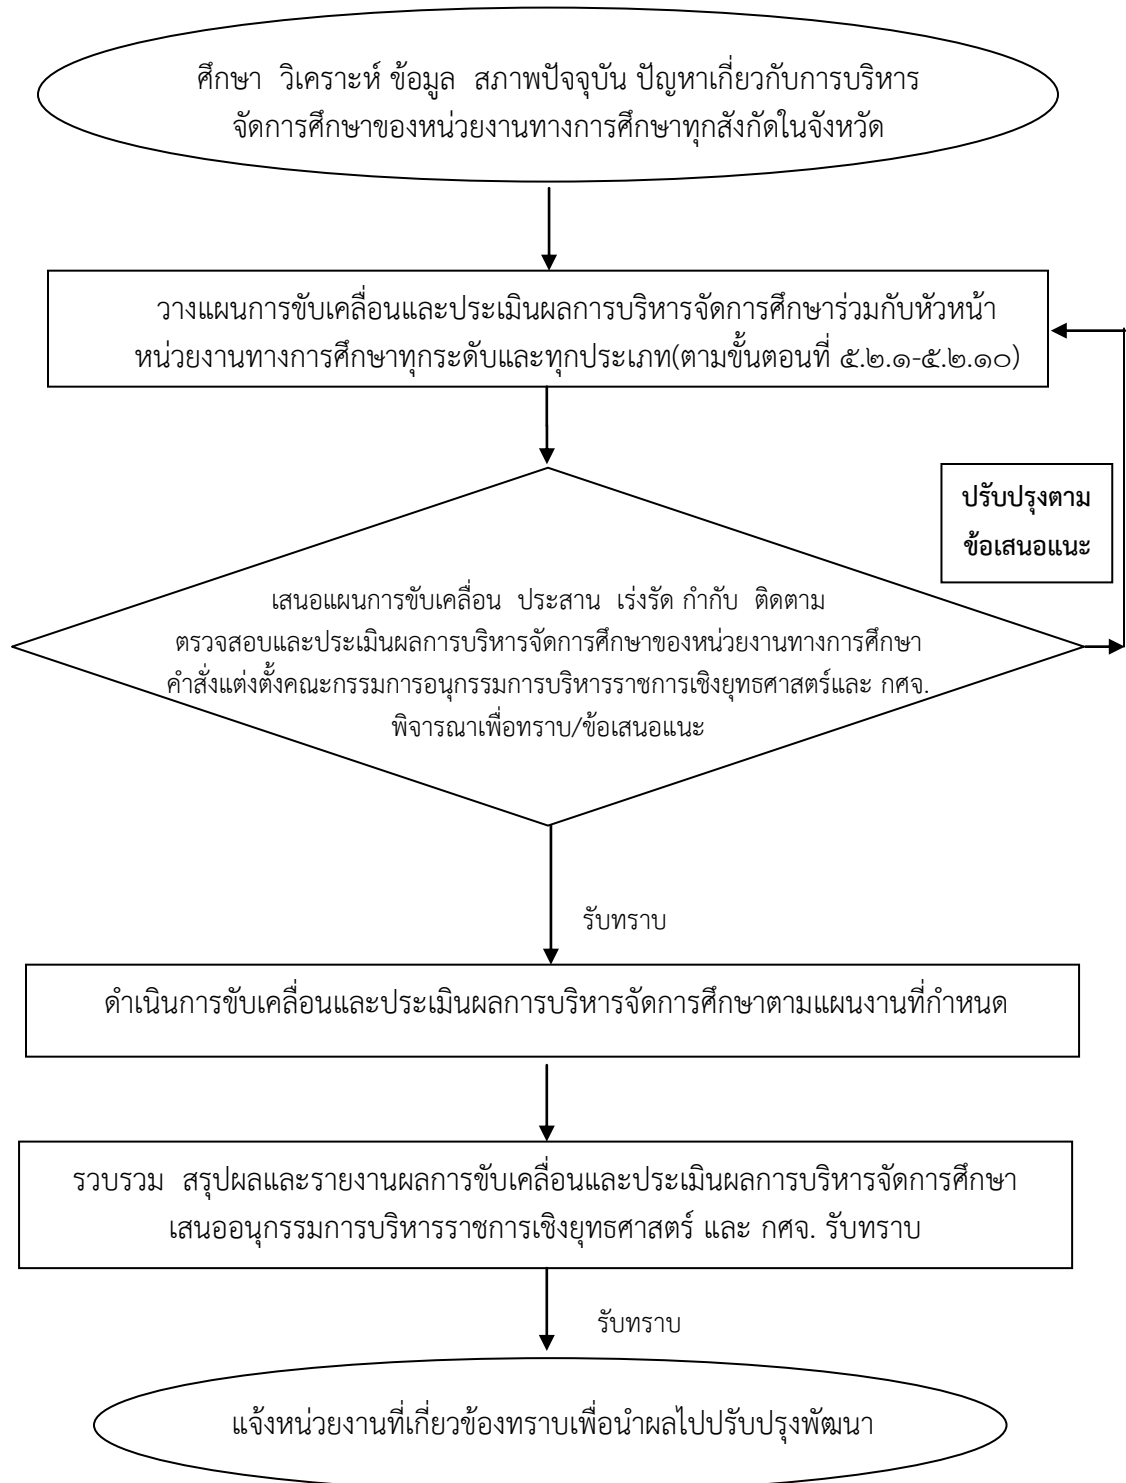 ศึกษา วิเคราะห์ ข้อมูล สภาพปัจจุบัน ปัญหาเกี่ยวกับการบริหาร
จัดการศึกษาของหน่วยงานทางการศึกษาทุกสังกัดในจังหวัด
วางแผนการขับเคลื่อนและประเมินผลการบริหารจัดการศึกษาร่วมกับหัวหน้า
หน่วยงานทางการศึกษาทุกระดับและทุกประเภท(ตามขั้นตอนที่ ๕.๒.๑-๕.๒.๑๐)
ปรับปรุงตาม
ข้อเสนอแนะ
เสนอแผนการขับเคลื่อน ประสาน เร่งรัด กำกับ ติดตาม
ตรวจสอบและประเมินผลการบริหารจัดการศึกษาของหน่วยงานทางการศึกษา
คำสั่งแต่งตั้งคณะกรรมการอนุกรรมการบริหารราชการเชิงยุทธศาสตร์และ กศจ.
พิจารณาเพื่อทราบ/ข้อเสนอแนะ
รับทราบ
ดำเนินการขับเคลื่อนและประเมินผลการบริหารจัดการศึกษาตามแผนงานที่กำหนด
รวบรวม สรุปผลและรายงานผลการขับเคลื่อนและประเมินผลการบริหารจัดการศึกษา
เสนออนุกรรมการบริหารราชการเชิงยุทธศาสตร์ และ กศจ. รับทราบ
รับทราบ
แจ้งหน่วยงานที่เกี่ยวข้องทราบเพื่อนำผลไปปรับปรุงพัฒนา